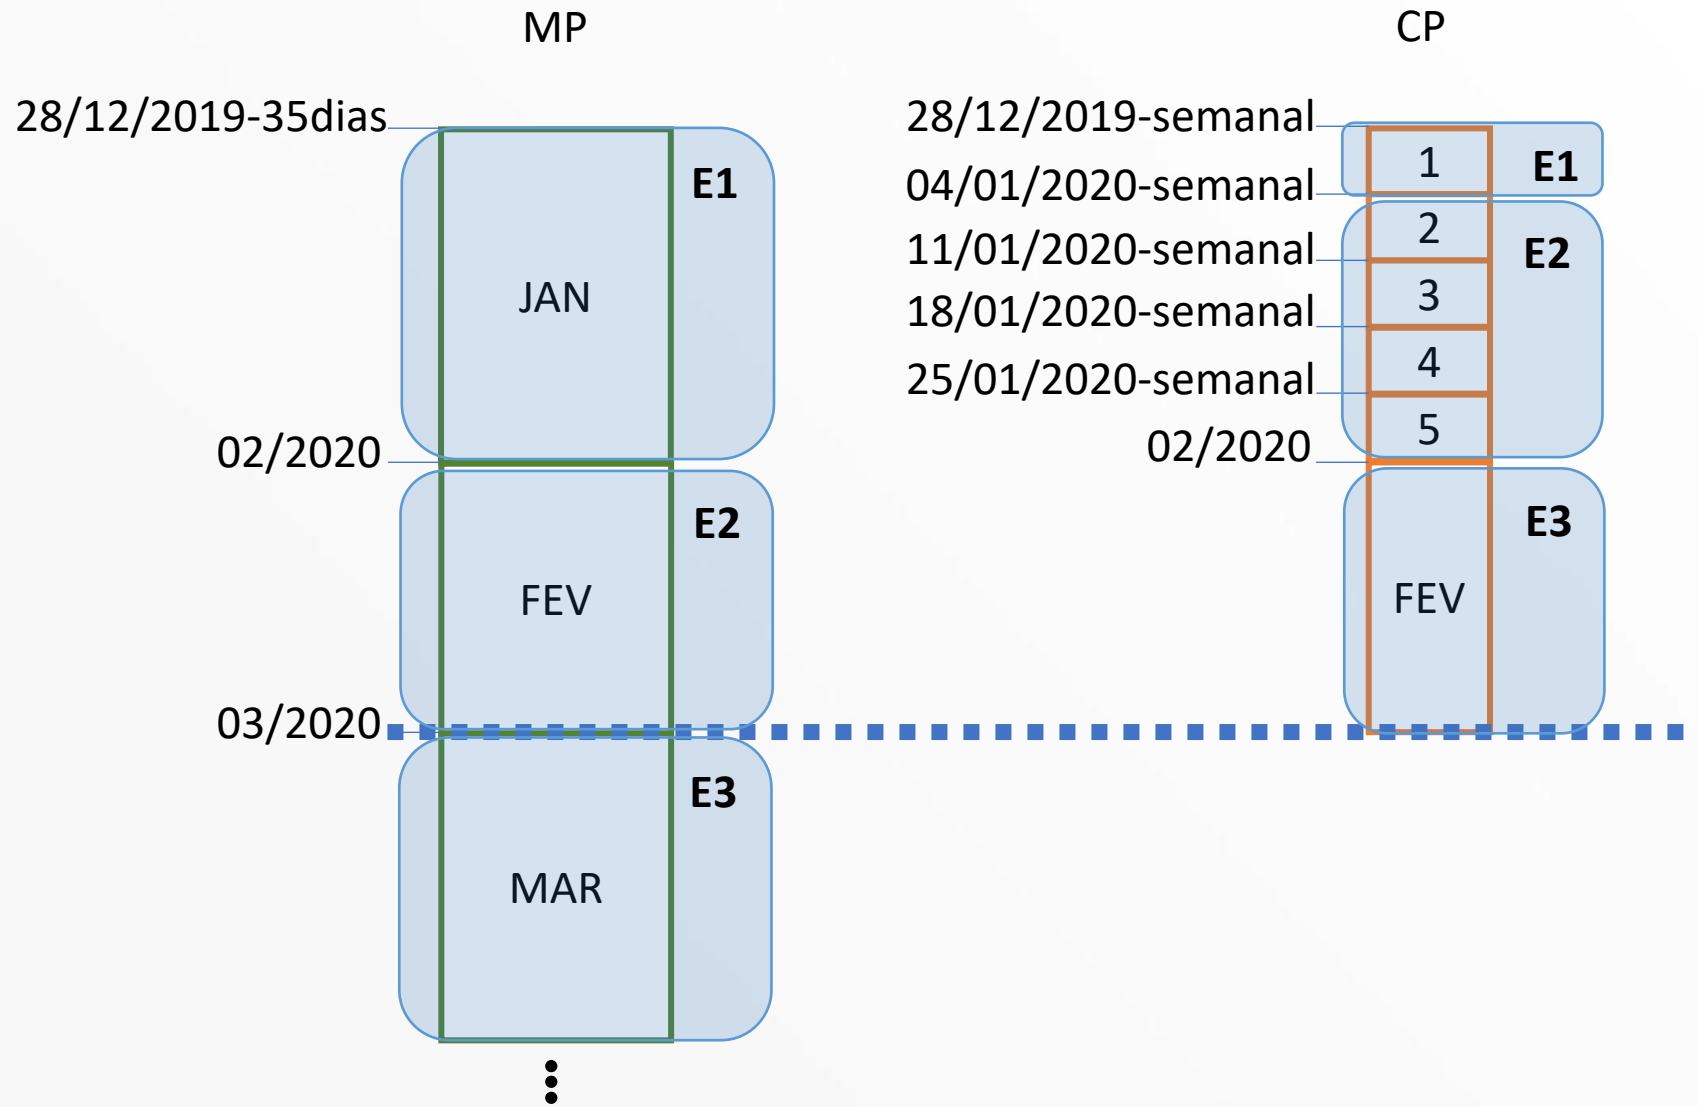 MP
28/12/2019-35dias
E1
JAN
02/2020
E2
FEV
03/2020
E3
MAR
CP
28/12/2019-semanal
1
E1
04/01/2020-semanal
2
E2
11/01/2020-semanal
3
18/01/2020-semanal
4
25/01/2020-semanal
5
02/2020
E3
FEV